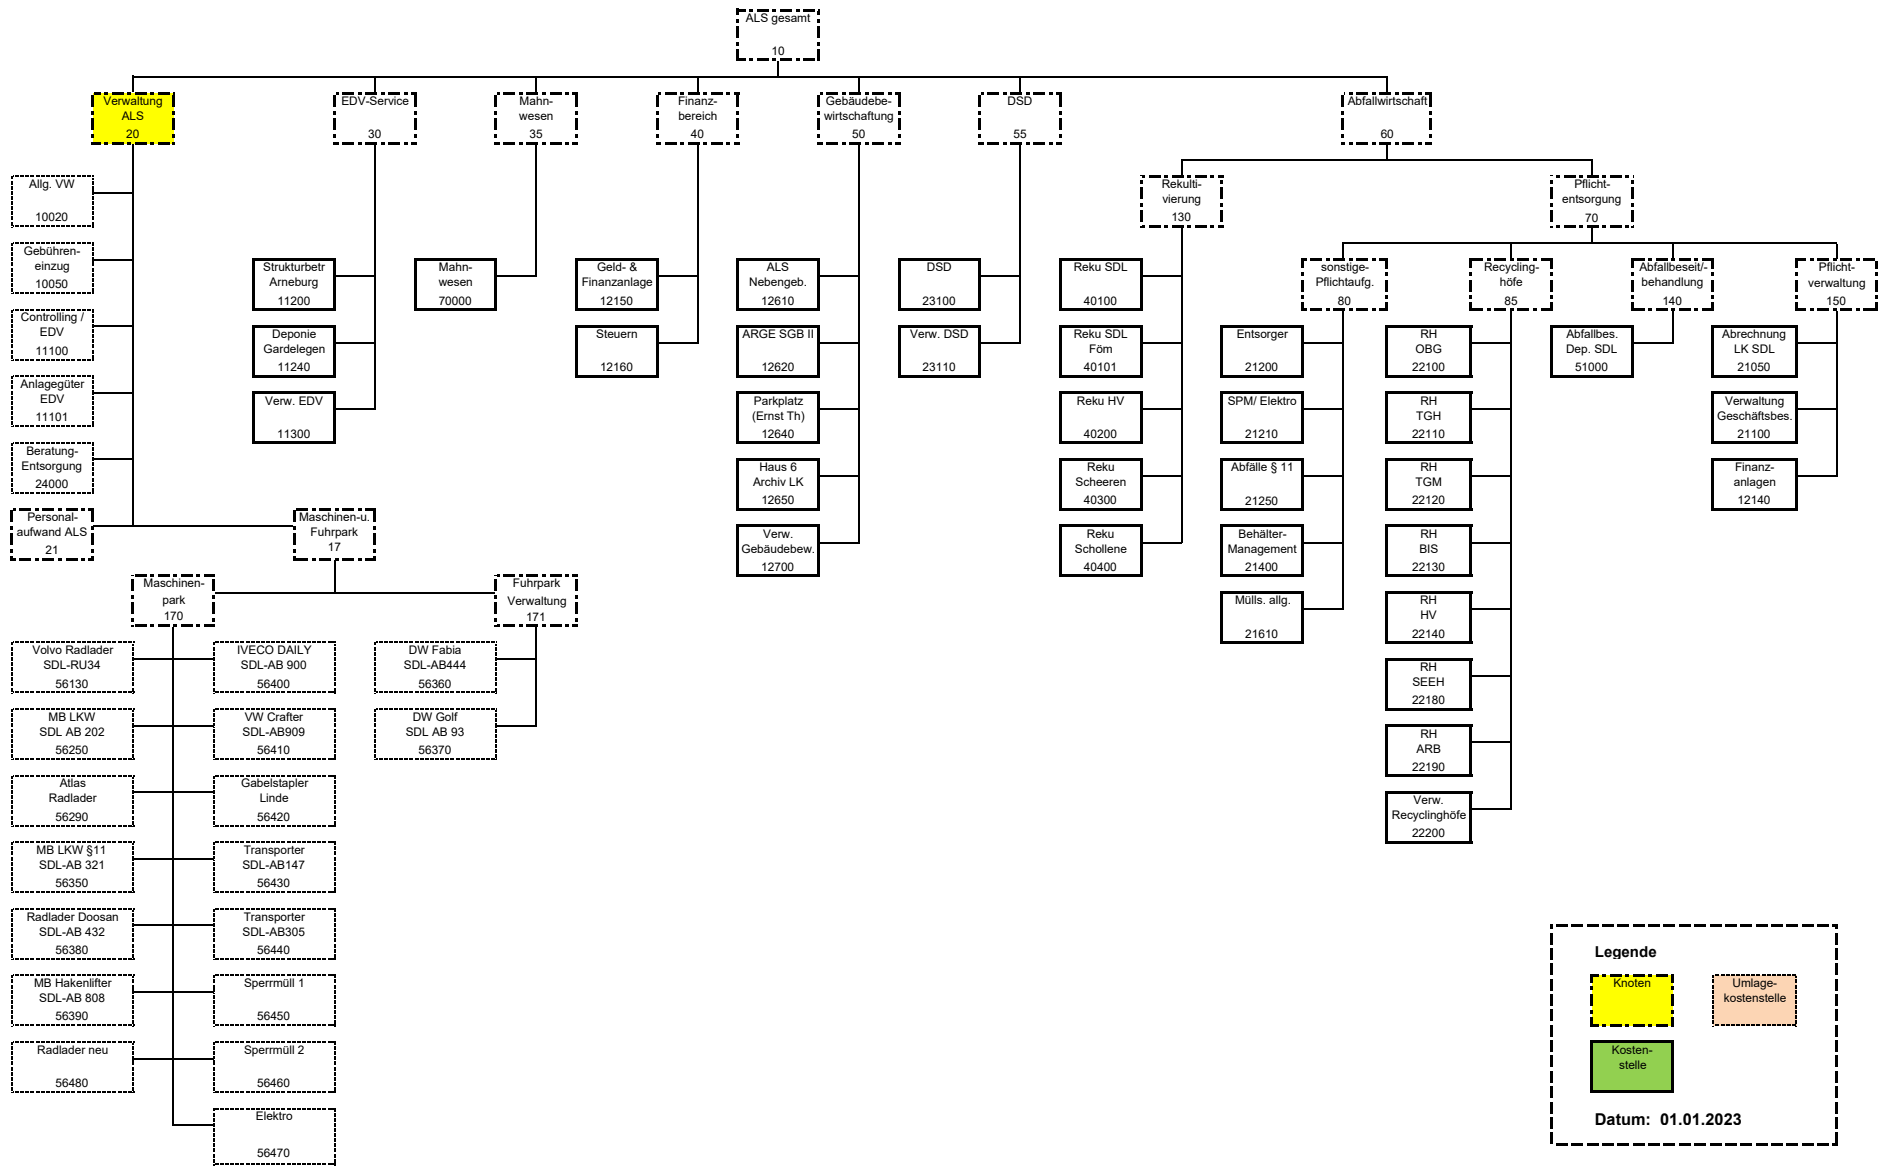 ALS gesamt
10
Verwaltung
ALS
20
EDV-Service
30
Mahn-
wesen
35
Finanz-
bereich
40
Gebäudebe-
wirtschaftung
50
DSD
55
Abfallwirtschaft
60
Rekulti-
vierung
130
Pflicht-
entsorgung
70
Allg. VW
10020
Gebühren-
einzug
10050
Controlling /
EDV
11100
Anlagegüter
EDV
11101
Beratung-
Entsorgung
24000
Personal-
aufwand ALS
21
Maschinen-u.
Fuhrpark
17
Strukturbetr
Arneburg
11200
Deponie
Gardelegen
11240
Verw. EDV
11300
Mahn-
wesen
70000
Geld- &
Finanzanlage
12150
Steuern
12160
ALS
Nebengeb.
12610
ARGE SGB II
12620
Parkplatz
(Ernst Th)
12640
Haus 6
Archiv LK
12650
Verw.
Gebäudebew.
12700
DSD
23100
Verw. DSD
23110
Reku SDL
40100
Reku SDL
Föm
40101
Reku HV
40200
Reku
Scheeren
40300
Reku
Schollene
40400
sonstige-
Pflichtaufg.
80
Recycling-
höfe
85
Abfallbeseit/-
behandlung
140
Pflicht-
verwaltung
150
Entsorger
21200
SPM/ Elektro
21210
Abfälle § 11
21250
Behälter-
Management
21400
Mülls. allg.
21610
RH
OBG
22100
RH
TGH
22110
RH
TGM
22120
RH
BIS
22130
RH
HV
22140
RH
SEEH
22180
RH
ARB
22190
Verw.
Recyclinghöfe
22200
Abfallbes.
Dep. SDL
51000
Abrechnung
LK SDL
21050
Verwaltung
Geschäftsbes.
21100
Finanz-
anlagen
12140
Maschinen-
park
170
Fuhrpark
Verwaltung
171
Volvo Radlader
SDL-RU34
56130
MB LKW
SDL AB 202
56250
Atlas
Radlader
56290
MB LKW §11
SDL-AB 321
56350
Radlader Doosan
SDL-AB 432
56380
MB Hakenlifter
SDL-AB 808
56390
Radlader neu
56480
IVECO DAILY
SDL-AB 900
56400
VW Crafter
SDL-AB909
56410
Gabelstapler
Linde
56420
Transporter
SDL-AB147
56430
Transporter
SDL-AB305
56440
Sperrmüll 1
56450
Sperrmüll 2
56460
Elektro
56470
DW Fabia
SDL-AB444
56360
DW Golf
SDL AB 93
56370
Legende
Knoten
Umlage-
kostenstelle
Kosten-
stelle
Datum: 01.01.2023